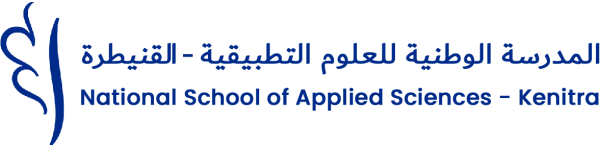 المدرسة الوطنية للعلوم التطبيقية - القنيطرة
National School of Applied Sciences - Kenitra